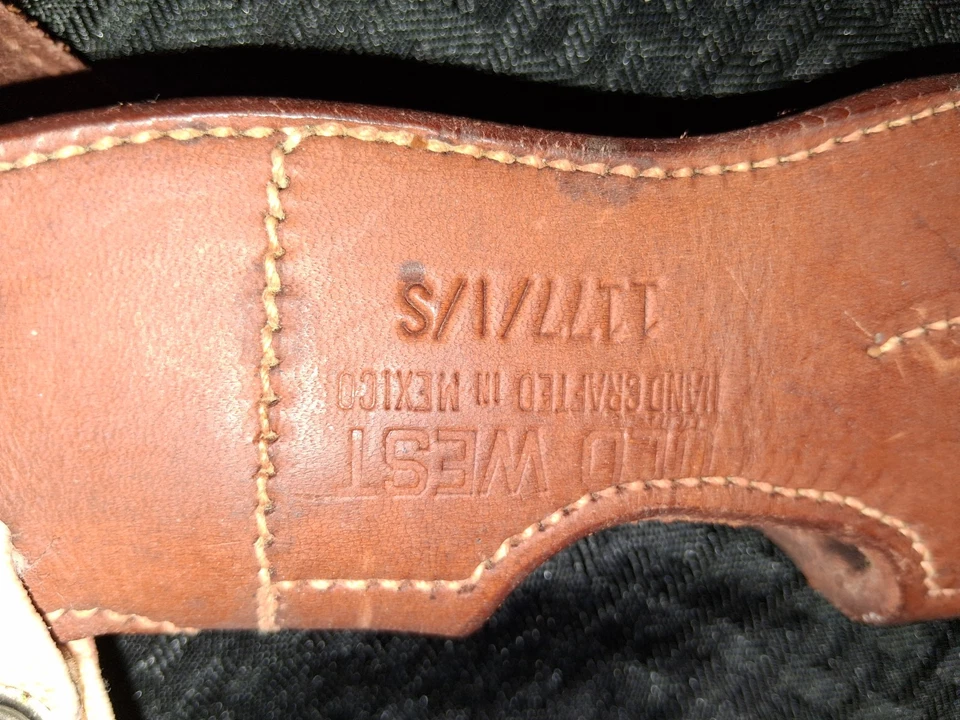 OLD WEST
HANDCRAFTED IN MEXICO
1177/1/S